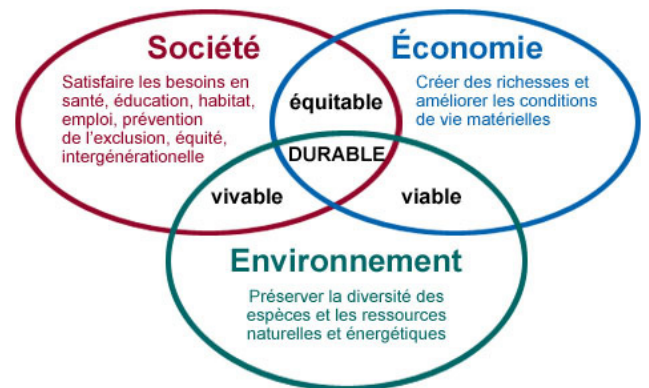 Société
Satisfaire les besoins en
santé, éducation, habitat,
emploi, prévention
de l'exclusion, équité,
intergénérationelle
équitable
Économie
Créer des richesses et
améliorer les conditions
de vie matérielles
DURABLE
vivable
viable
Environnement
Préserver la diversité des
espèces et les ressources
naturelles et énergétiques